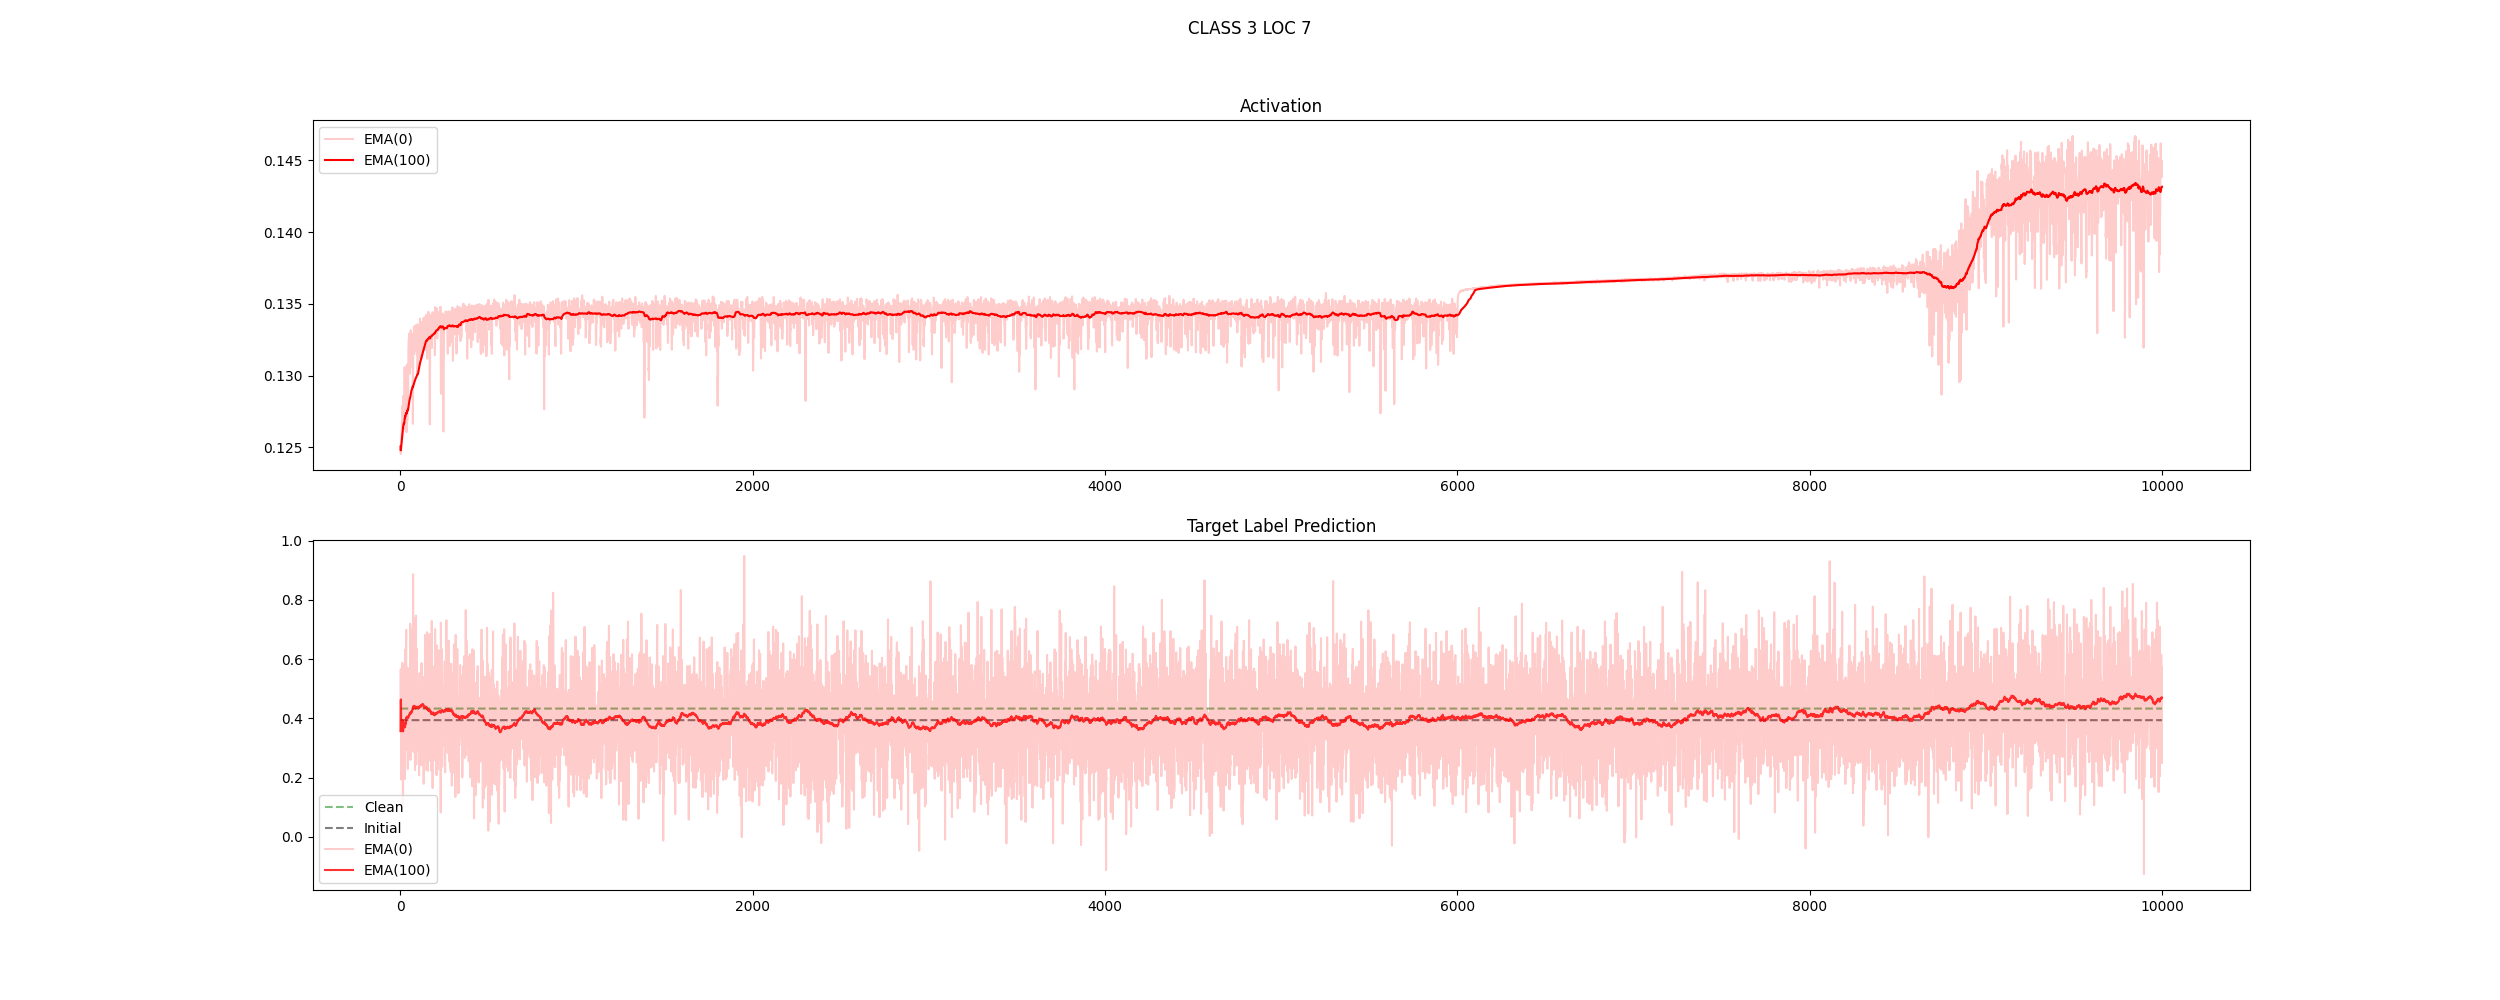 CLASS 3 LOC 7
Activation
EMA(0)
EMA(100)
0.145
0.140
0.135
0.130
0.125
0 2000 4000 6000 8000 10000
Target Label Prediction
1.0
0.8
0.6
0.4
0.2
0.0
Clean
Initial
EMA(0)
EMA(100)
0 2000 4000 6000 8000 10000